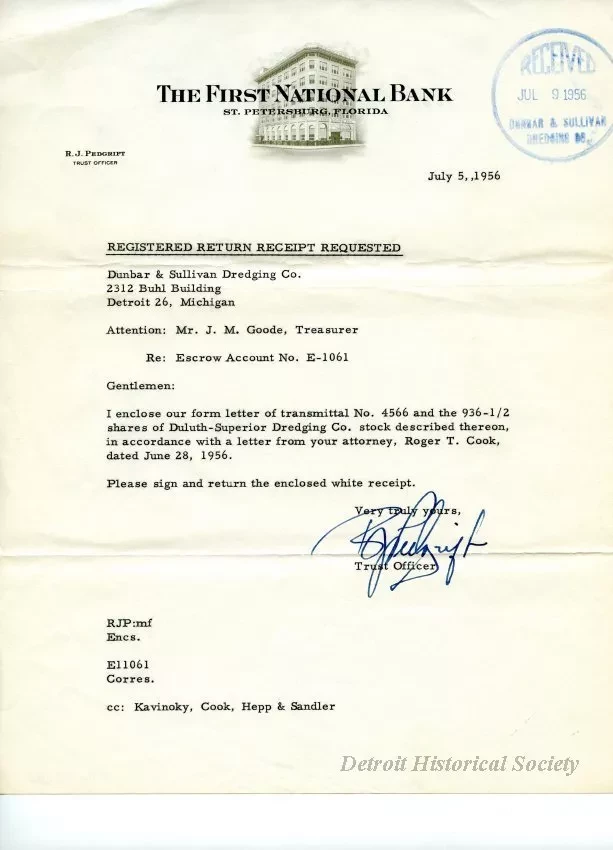 THE FIRST NATIONAL BANK
ST. PETERSBURG, FLORIDA
RECEIVED
JUL 9 1956
DUNBAR & SULLIVAN
DREDGING CO.
R. J. PEDGRIFT
TRUST OFFICER
July 5,,1956
REGISTERED RETURN RECEIPT REQUESTED
Dunbar & Sullivan Dredging Co.
2312 Buhl Building
Detroit 26, Michigan
Attention: Mr. J. M. Goode, Treasurer
Re: Escrow Account No. E-1061
Gentlemen:
I enclose our form letter of transmittal No. 4566 and the 936-1/2
shares of Duluth-Superior Dredging Co. stock described thereon,
in accordance with a letter from your attorney, Roger T. Cook,
dated June 28, 1956.
Please sign and return the enclosed white receipt.
Very truly yours,
RJPedgrift
Trust Officer
RJP:mf
Encs.
E11061
Corres.
cc: Kavinoky, Cook, Hepp & Sandler
Detroit Historical Society